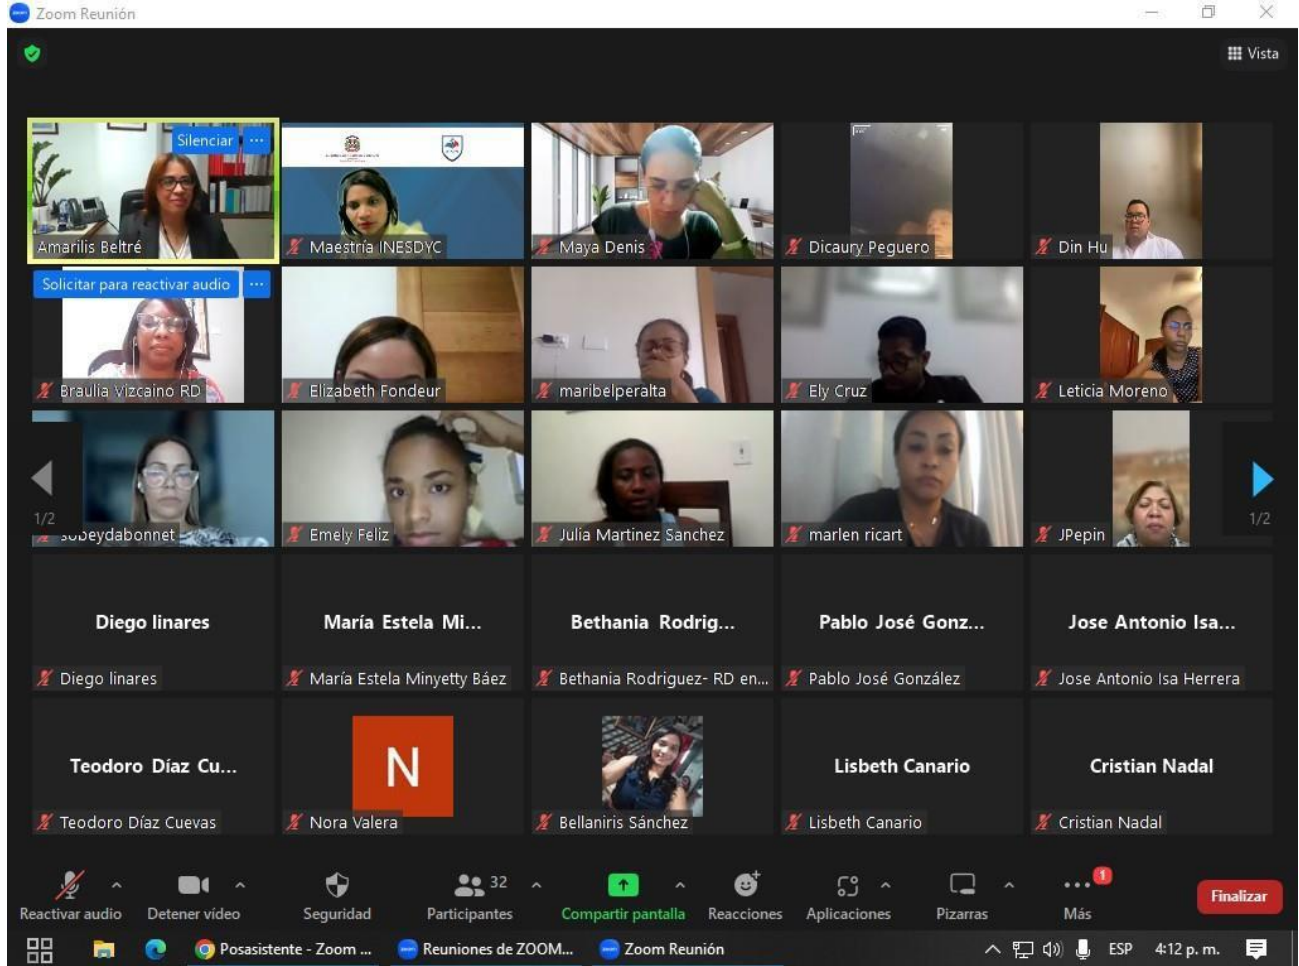 Zoom Reunión
Vista
Silenciar ...
Amarilis Beltré
Maestría INESDYC
Maya Denis
Dicaury Peguero
Din Hu
Solicitar para reactivar audio ...
Braulia Vizcaino RD
Elizabeth Fondeur
maribelperalta
Ely Cruz
Leticia Moreno
1/2
sobeydabonnet
Emely Feliz
Julia Martinez Sanchez
marlen ricart
JPepin
1/2
Diego linares
María Estela Mi...
Bethania Rodrig...
Pablo José Gonz...
Jose Antonio Isa...
Diego linares
María Estela Minyetty Báez
Bethania Rodriguez- RD en...
Pablo José González
Jose Antonio Isa Herrera
Teodoro Díaz Cu...
N
Lisbeth Canario
Cristian Nadal
Teodoro Díaz Cuevas
Nora Valera
Bellaniris Sánchez
Lisbeth Canario
Cristian Nadal
Reactivar audio
Detener vídeo
Seguridad
32
Participantes
Compartir pantalla
Reacciones
Aplicaciones
Pizarras
1
Más
Finalizar
Posasistente - Zoom ...
Reuniones de ZOOM...
Zoom Reunión
ESP
4:12 p. m.